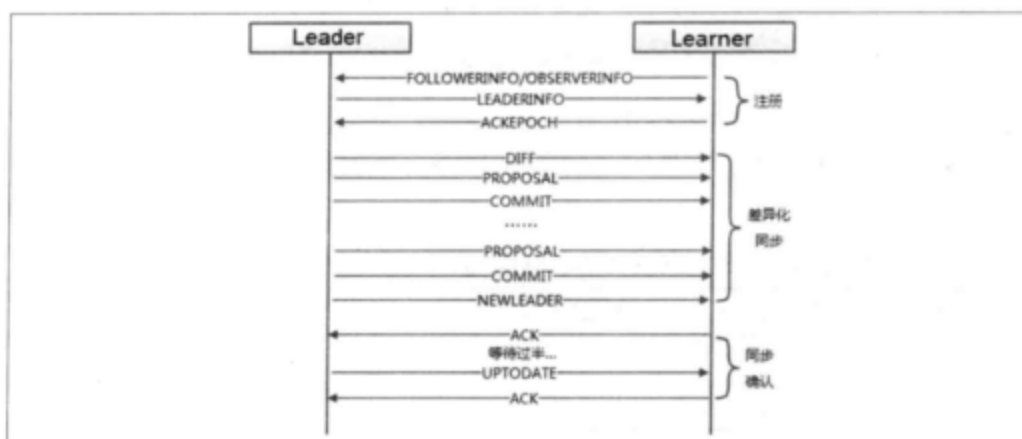 Leader
Learner
FOLLOWERINFO/OBSERVERINFO
LEADERINFO
注册
ACKEPOCH
DIFF
PROPOSAL
COMMIT
差异化
......
同步
PROPOSAL
COMMIT
NEWLEADER
ACK
等待过半...
同步
UPTODATE
确认
ACK